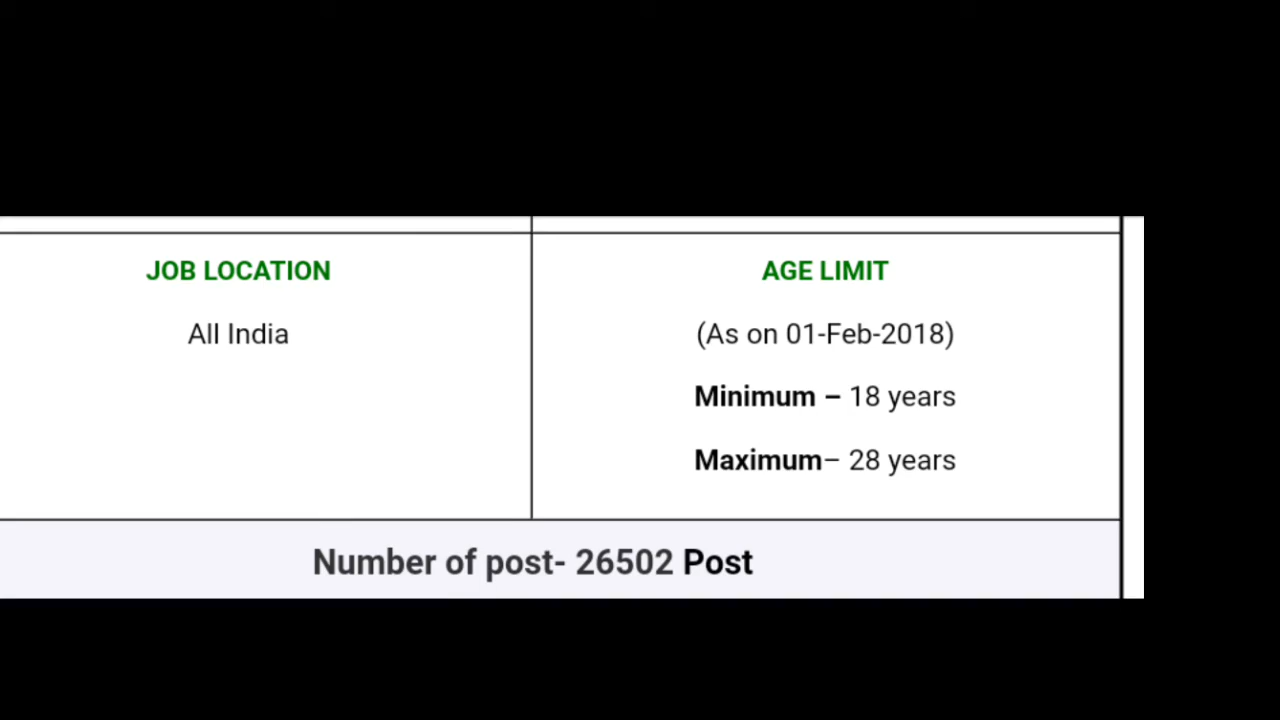 JOB LOCATION
All India
AGE LIMIT
(As on 01-Feb-2018)
Minimum – 18 years
Maximum– 28 years
Number of post- 26502 Post